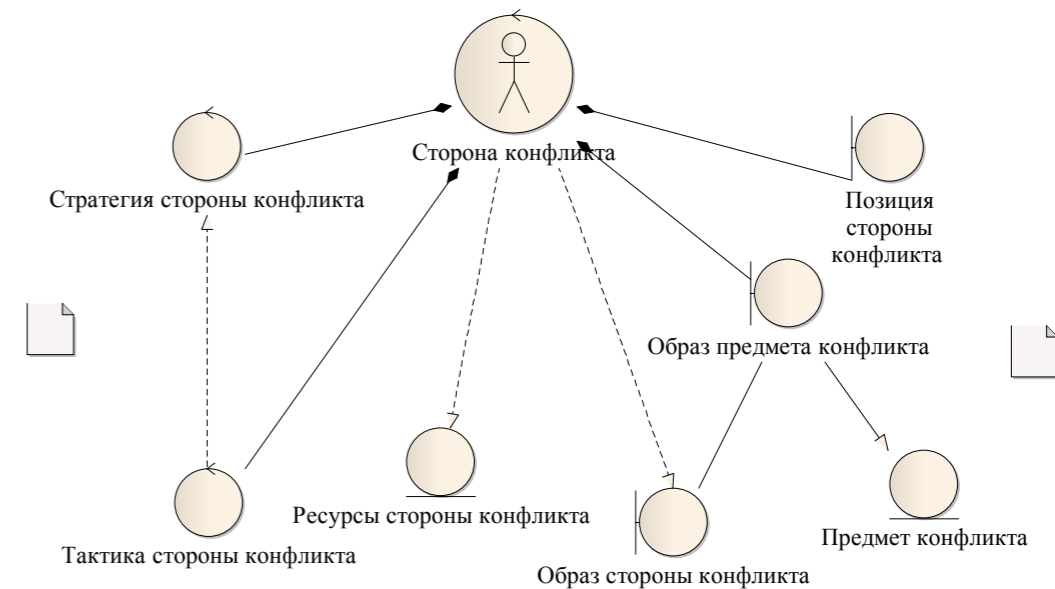 Сторона конфликта
Стратегия стороны конфликта
Позиция
стороны
конфликта
Образ предмета конфликта
Ресурсы стороны конфликта
Предмет конфликта
Тактика стороны конфликта
Образ стороны конфликта